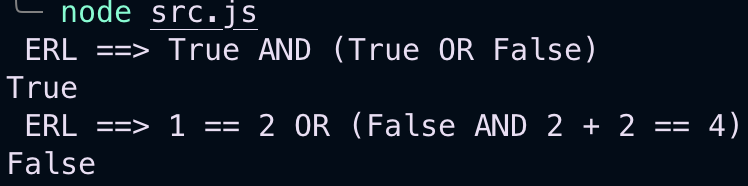 node src.js
ERL ==> True AND (True OR False)
True
ERL ==> 1 == 2 OR (False AND 2 + 2 == 4)
False